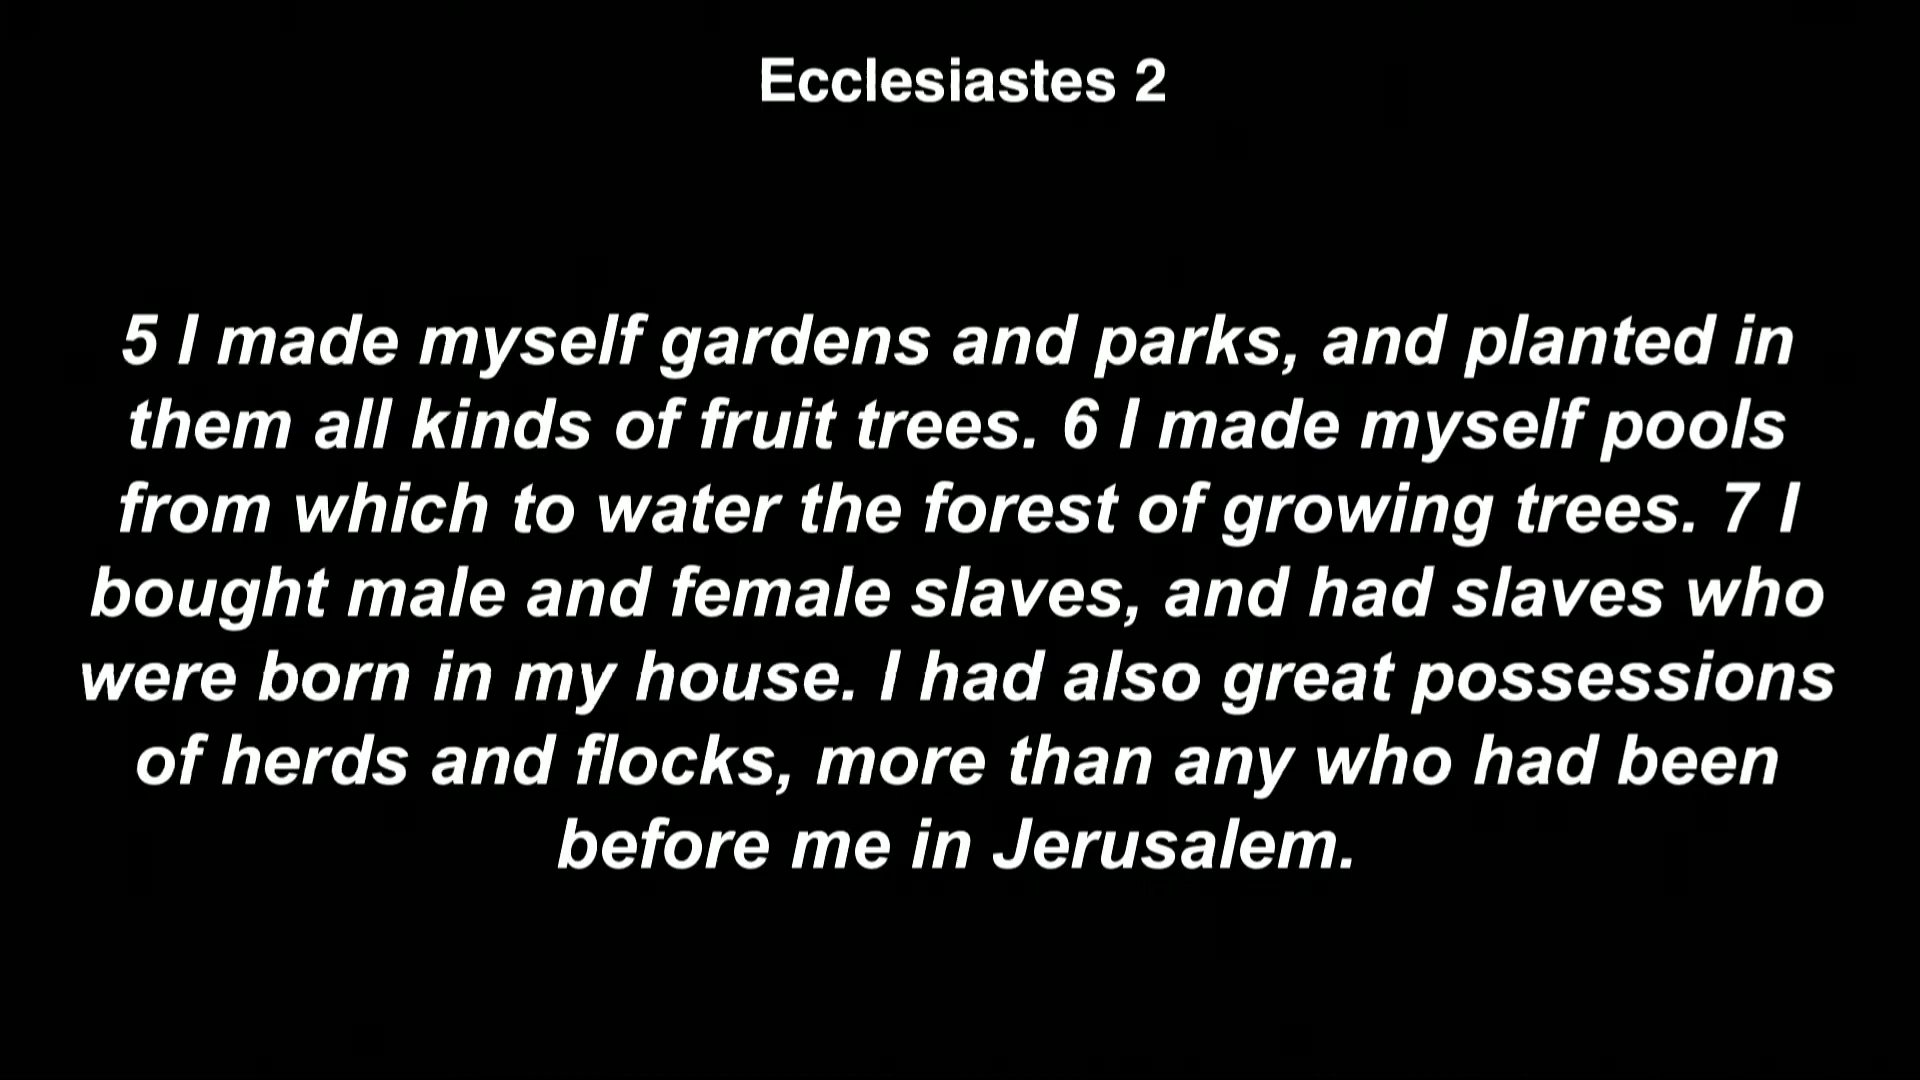 Ecclesiastes 2
5 I made myself gardens and parks, and planted in
them all kinds of fruit trees. 6 I made myself pools
from which to water the forest of growing trees. 7 I
bought male and female slaves, and had slaves who
were born in my house. I had also great possessions
of herds and flocks, more than any who had been
before me in Jerusalem.